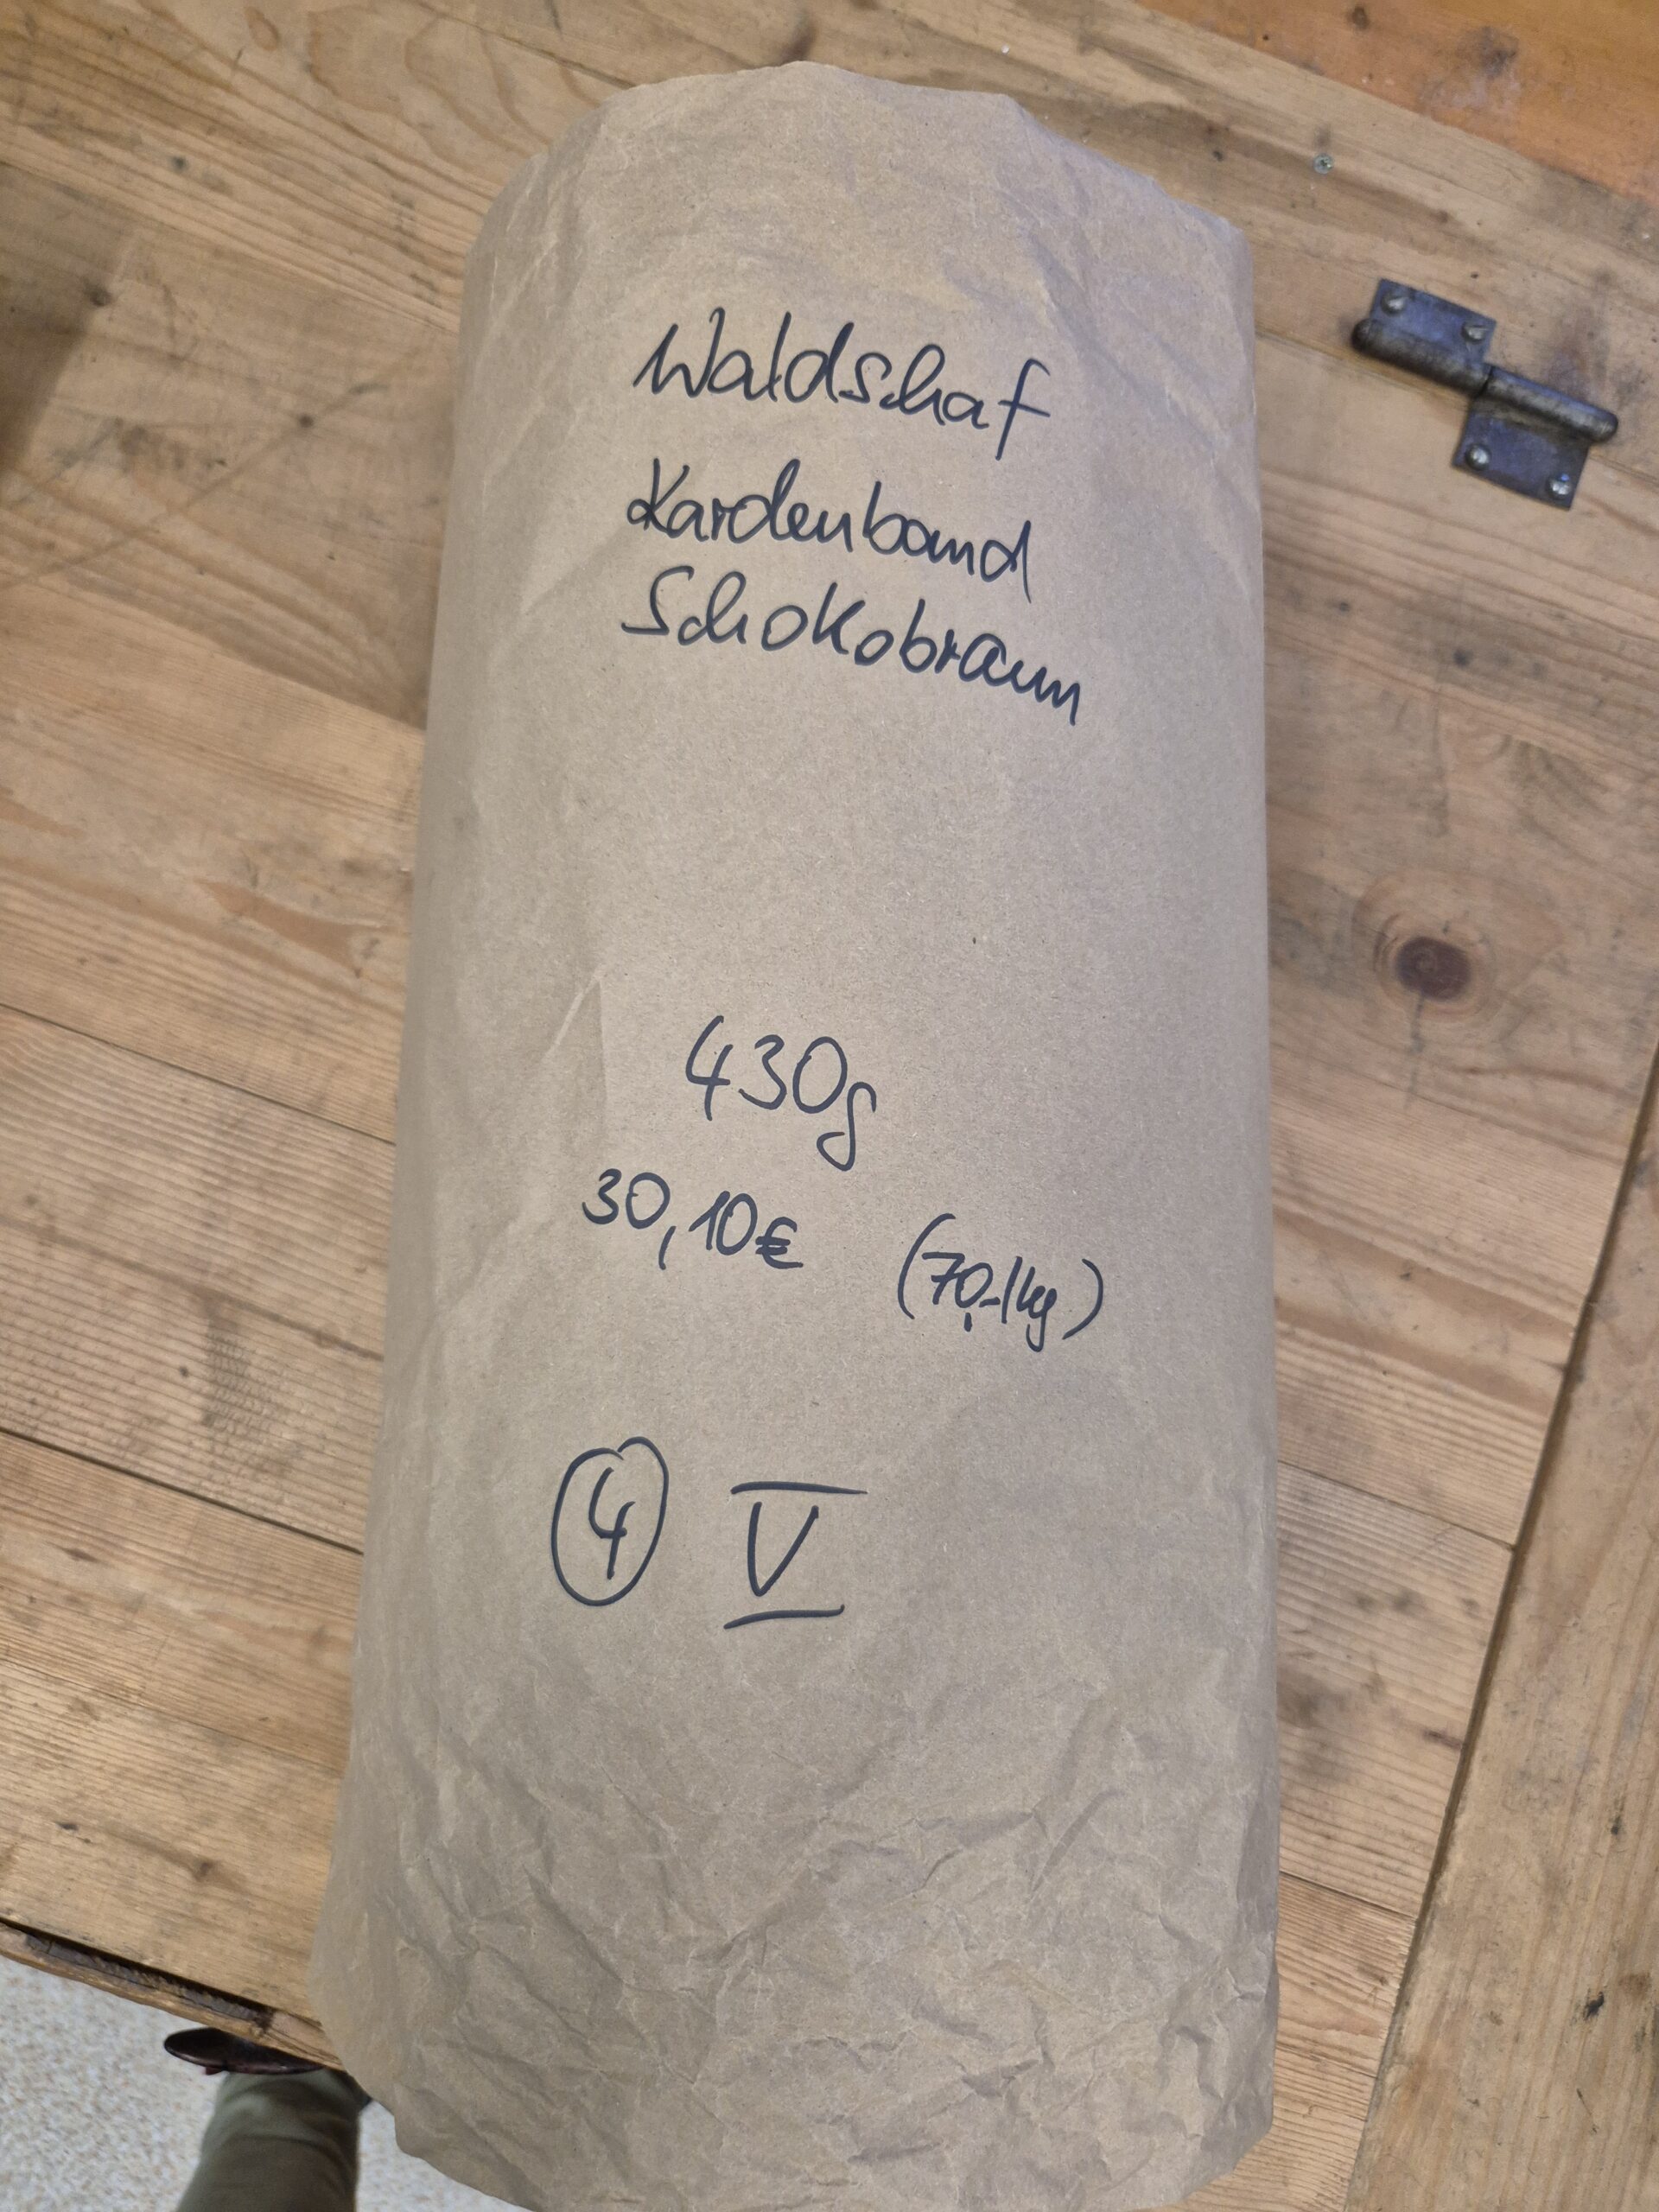 Waldschaf
Kardenband
Schokobraun
430g
30,10€ (70,-/kg)
4 V